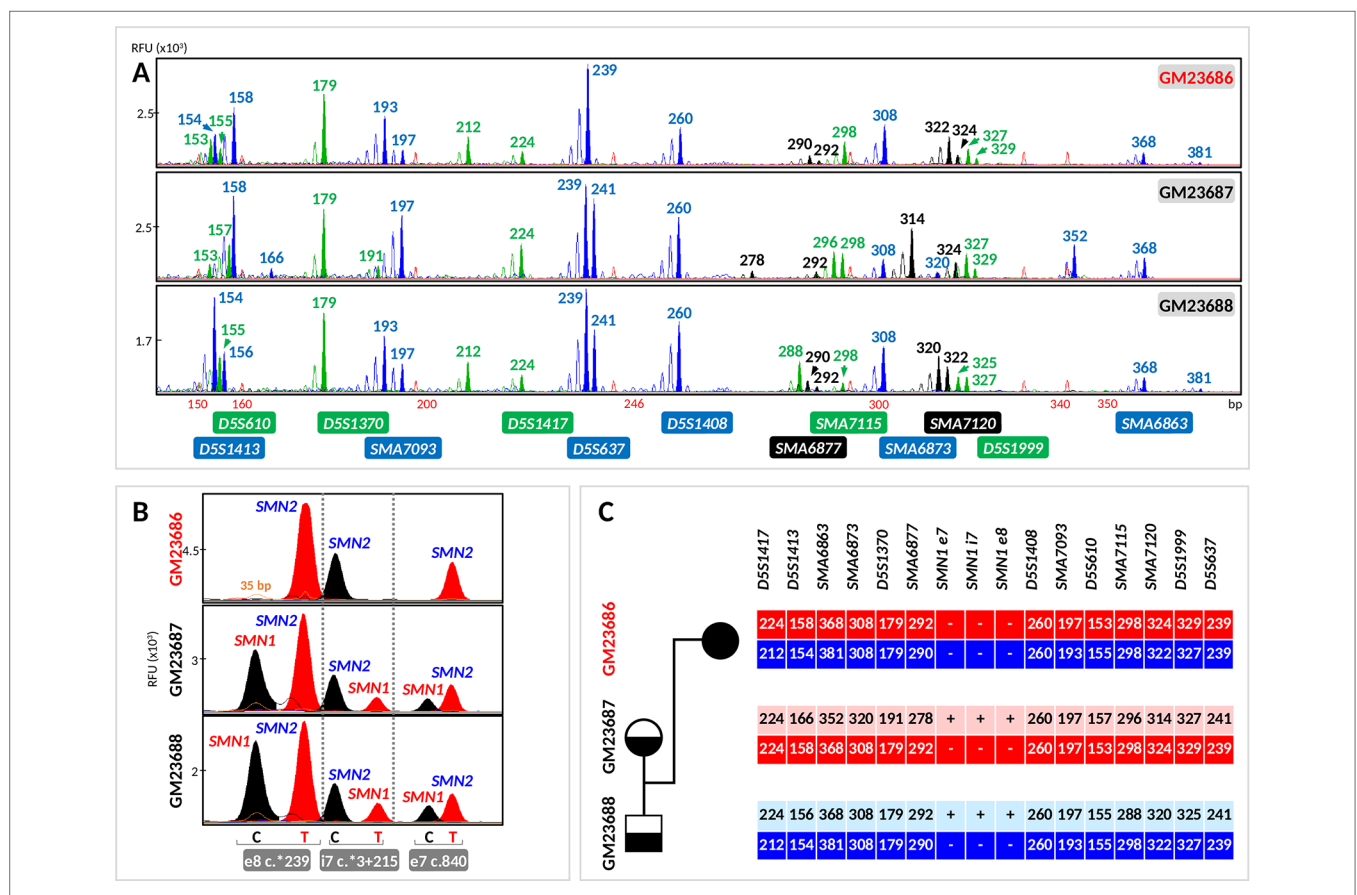 RFU (x10³)
A
GM23686
2.5
154 153 155 158 179 193 197 212 224 239 260 290 292 298 308 322 324 327 329 368 381
GM23687
2.5
153 157 158 166 179 191 197 224 239 241 260 278 292 296 298 308 314 320 324 327 329 352 368
GM23688
1.7
154 155 156 179 193 197 212 224 239 241 260 288 290 292 298 308 320 322 325 327 368 381
150 160 200 246 300 340 350 bp
D5S610 D5S1370 D5S1417 D5S1408 SMA7115 SMA7120 SMA6863
D5S1413 SMA7093 D5S637 SMA6877 SMA6873 D5S1999
B
RFU (x10³)
GM23686
4.5
SMN2 SMN2 SMN2
35 bp
GM23687
3
SMN2 SMN1 SMN2 SMN1 SMN1 SMN2
GM23688
2
SMN1 SMN2 SMN2 SMN1 SMN1 SMN2
C T C T C T
e8 c.*239 i7 c.*3+215 e7 c.840
C
D5S1417 D5S1413 SMA6863 SMA6873 D5S1370 SMA6877 SMN1 e7 SMN1 i7 SMN1 e8 D5S1408 SMA7093 D5S610 SMA7115 SMA7120 D5S1999 D5S637
GM23686
224 158 368 308 179 292 - - - 260 197 153 298 324 329 239
212 154 381 308 179 290 - - - 260 193 155 298 322 327 239
GM23687
224 166 352 320 191 278 + + + 260 197 157 296 314 327 241
224 158 368 308 179 292 - - - 260 197 153 298 324 329 239
GM23688
224 156 368 308 179 292 + + + 260 197 155 288 320 325 241
212 154 381 308 179 290 - - - 260 193 155 298 322 327 239